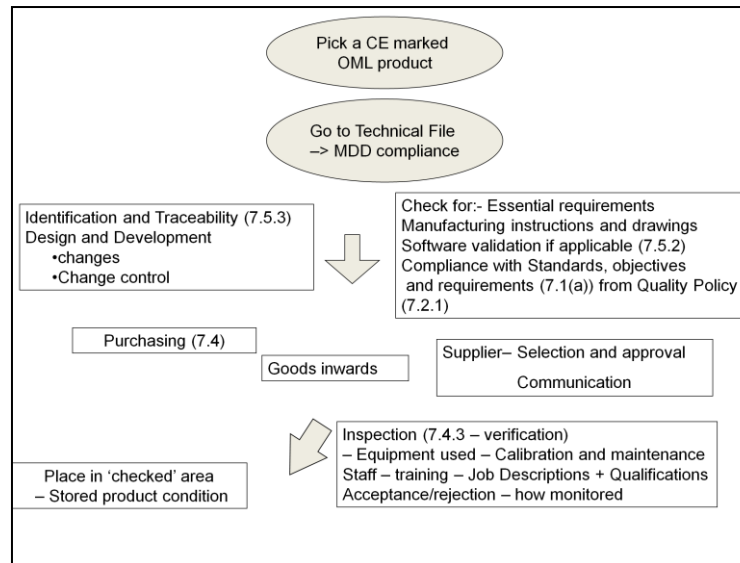 Pick a CE marked
OML product
Go to Technical File
–> MDD compliance
Identification and Traceability (7.5.3)
Design and Development
•changes
•Change control
Check for:- Essential requirements
Manufacturing instructions and drawings
Software validation if applicable (7.5.2)
Compliance with Standards, objectives
and requirements (7.1(a)) from Quality Policy
(7.2.1)
Purchasing (7.4)
Goods inwards
Supplier– Selection and approval
Communication
Inspection (7.4.3 – verification)
– Equipment used – Calibration and maintenance
Staff – training – Job Descriptions + Qualifications
Acceptance/rejection – how monitored
Place in ‘checked’ area
– Stored product condition